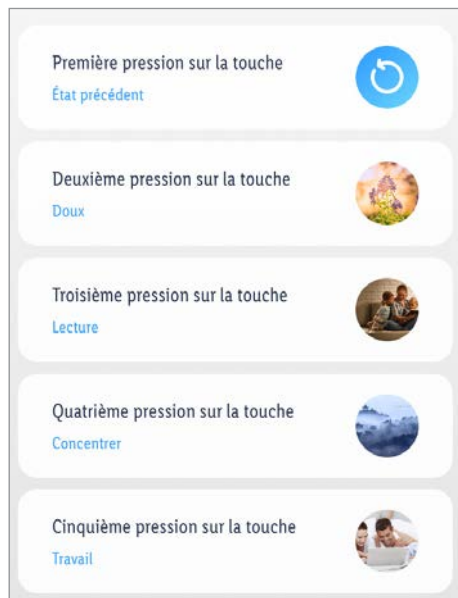 Première pression sur la touche
État précédent
Deuxième pression sur la touche
Doux
Troisième pression sur la touche
Lecture
Quatrième pression sur la touche
Concentrer
Cinquième pression sur la touche
Travail